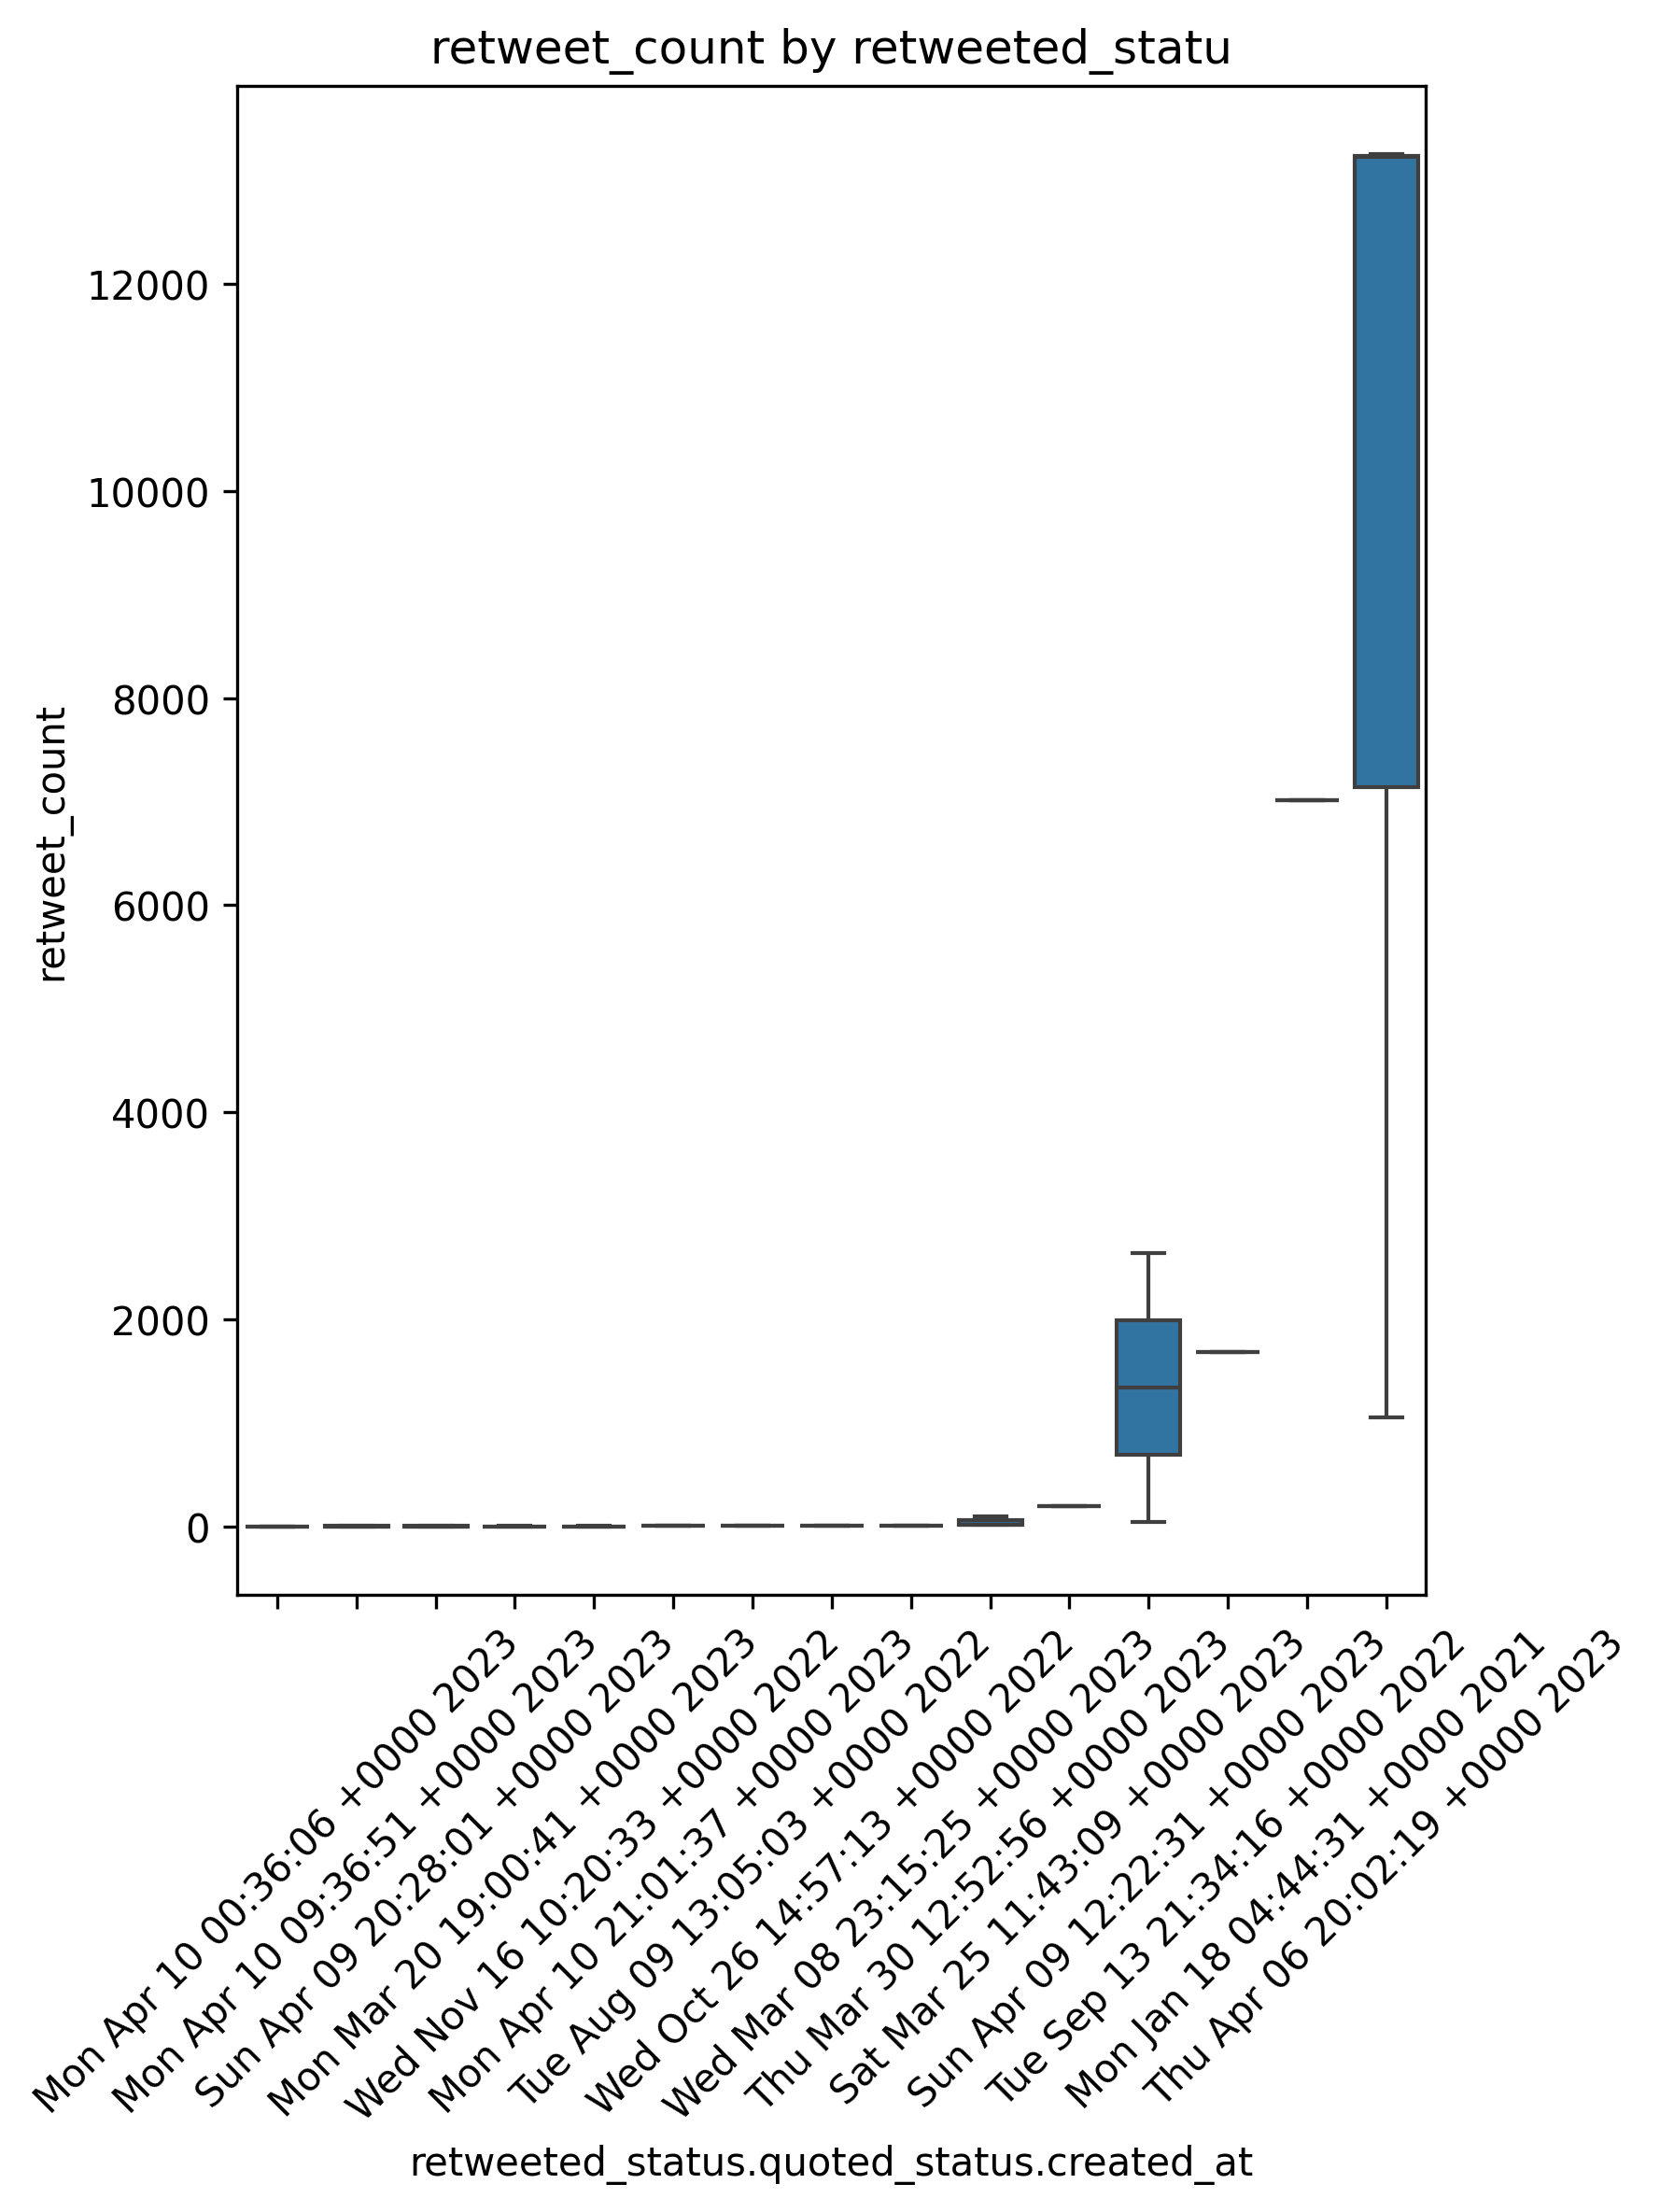 retweet_count by retweeted_statu
12000
10000
8000
6000
4000
2000
0
retweet_count
Mon Apr 10 00:36:06 +0000 2023
Mon Apr 10 09:36:51 +0000 2023
Sun Apr 09 20:28:01 +0000 2023
Mon Mar 20 19:00:41 +0000 2023
Wed Nov 16 10:20:33 +0000 2022
Mon Apr 10 21:01:37 +0000 2023
Tue Aug 09 13:05:03 +0000 2022
Wed Oct 26 14:57:13 +0000 2022
Wed Mar 08 23:15:25 +0000 2023
Thu Mar 30 12:52:56 +0000 2023
Sat Mar 25 11:43:09 +0000 2023
Sun Apr 09 12:22:31 +0000 2023
Tue Sep 13 21:34:16 +0000 2022
Mon Jan 18 04:44:31 +0000 2021
Thu Apr 06 20:02:19 +0000 2023
retweeted_status.quoted_status.created_at